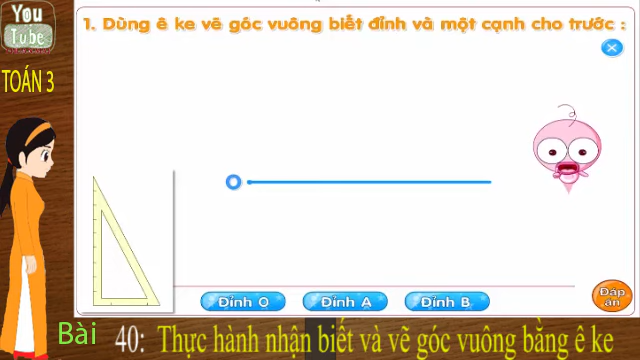 You
Tube
TOÁN 3
1. Dùng ê ke vẽ góc vuông biết đỉnh và một cạnh cho trước :
Đỉnh O
Đỉnh A
Đỉnh B
Đáp
án
Bài 40: Thực hành nhận biết và vẽ góc vuông bằng ê ke